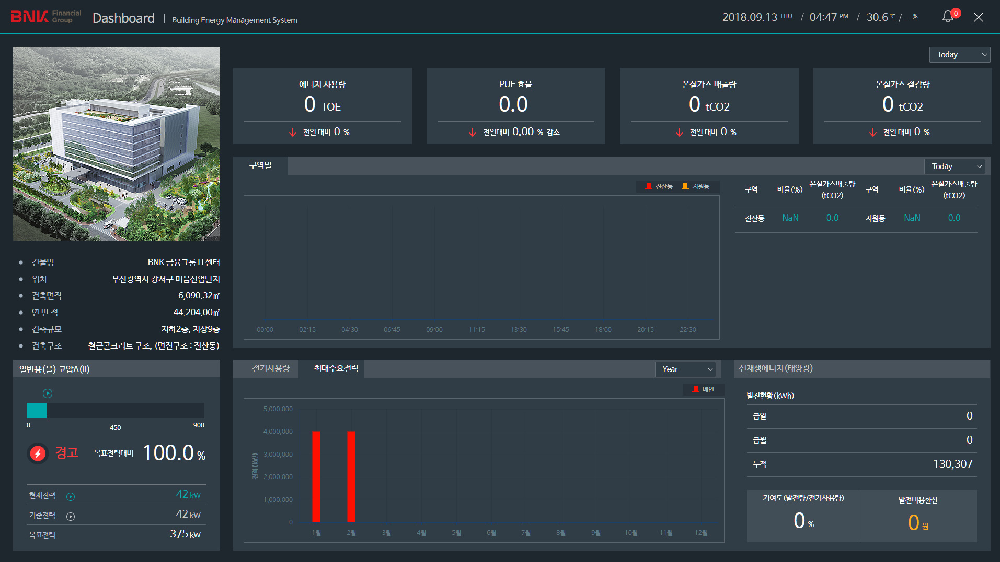 BNK Financial Group
Dashboard
Building Energy Management System
2018.09.13 THU / 04:47 PM / 30.6 ℃ / - %
0
Today
에너지 사용량
0 TOE
전일 대비 0 %
PUE 효율
0.0
전일대비 0.00 % 감소
온실가스 배출량
0 tCO2
전일 대비 0 %
온실가스 절감량
0 tCO2
전일 대비 0 %
건물명 BNK 금융그룹 IT센터
위치 부산광역시 강서구 미음산업단지
건축면적 6,090.32㎡
연 면 적 44,204.00㎡
건축규모 지하2층, 지상9층
건축구조 철근콘크리트 구조, (면진구조 : 전산동)
구역별
Today
전산동 지원동
00:00 02:15 04:30 06:45 09:00 11:15 13:30 15:45 18:00 20:15 22:30
구역 비율(%) 온실가스배출량 (tCO2) 구역 비율(%) 온실가스배출량 (tCO2)
전산동 NaN 0.0 지원동 NaN 0.0
일반용(을) 고압A(II)
0 450 900
경고 목표전력대비 100.0 %
현재전력 42 kW
기준전력 42 kW
목표전력 375 kW
전기사용량 최대수요전력
Year
메인
전력(kW)
5,000,000
4,000,000
3,000,000
2,000,000
1,000,000
0
1월 2월 3월 4월 5월 6월 7월 8월 9월 10월 11월 12월
신재생에너지(태양광)
발전현황(kWh)
금일 0
금월 0
누적 130,307
기여도(발전량/전기사용량)
0 %
발전비용환산
0 원